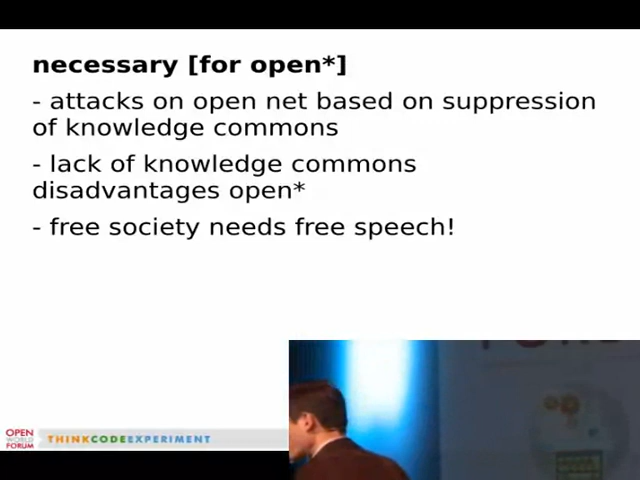 necessary [for open*]
- attacks on open net based on suppression
of knowledge commons
- lack of knowledge commons
disadvantages open*
- free society needs free speech!
OPEN
WORLD
FORUM
THINKCODEEXPERIMENT